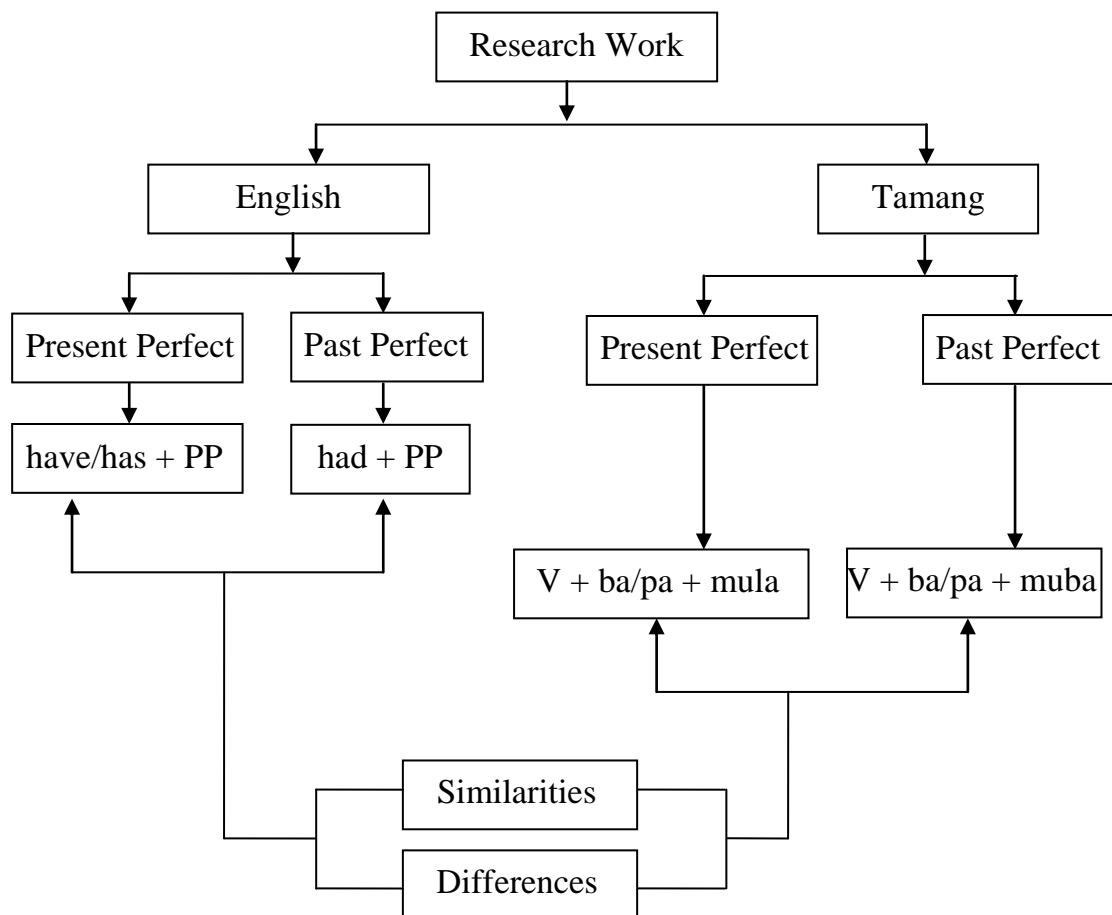 Research Work
English
Tamang
Present Perfect
Past Perfect
Present Perfect
Past Perfect
have/has + PP
had + PP
V + ba/pa + mula
V + ba/pa + muba
Similarities
Differences